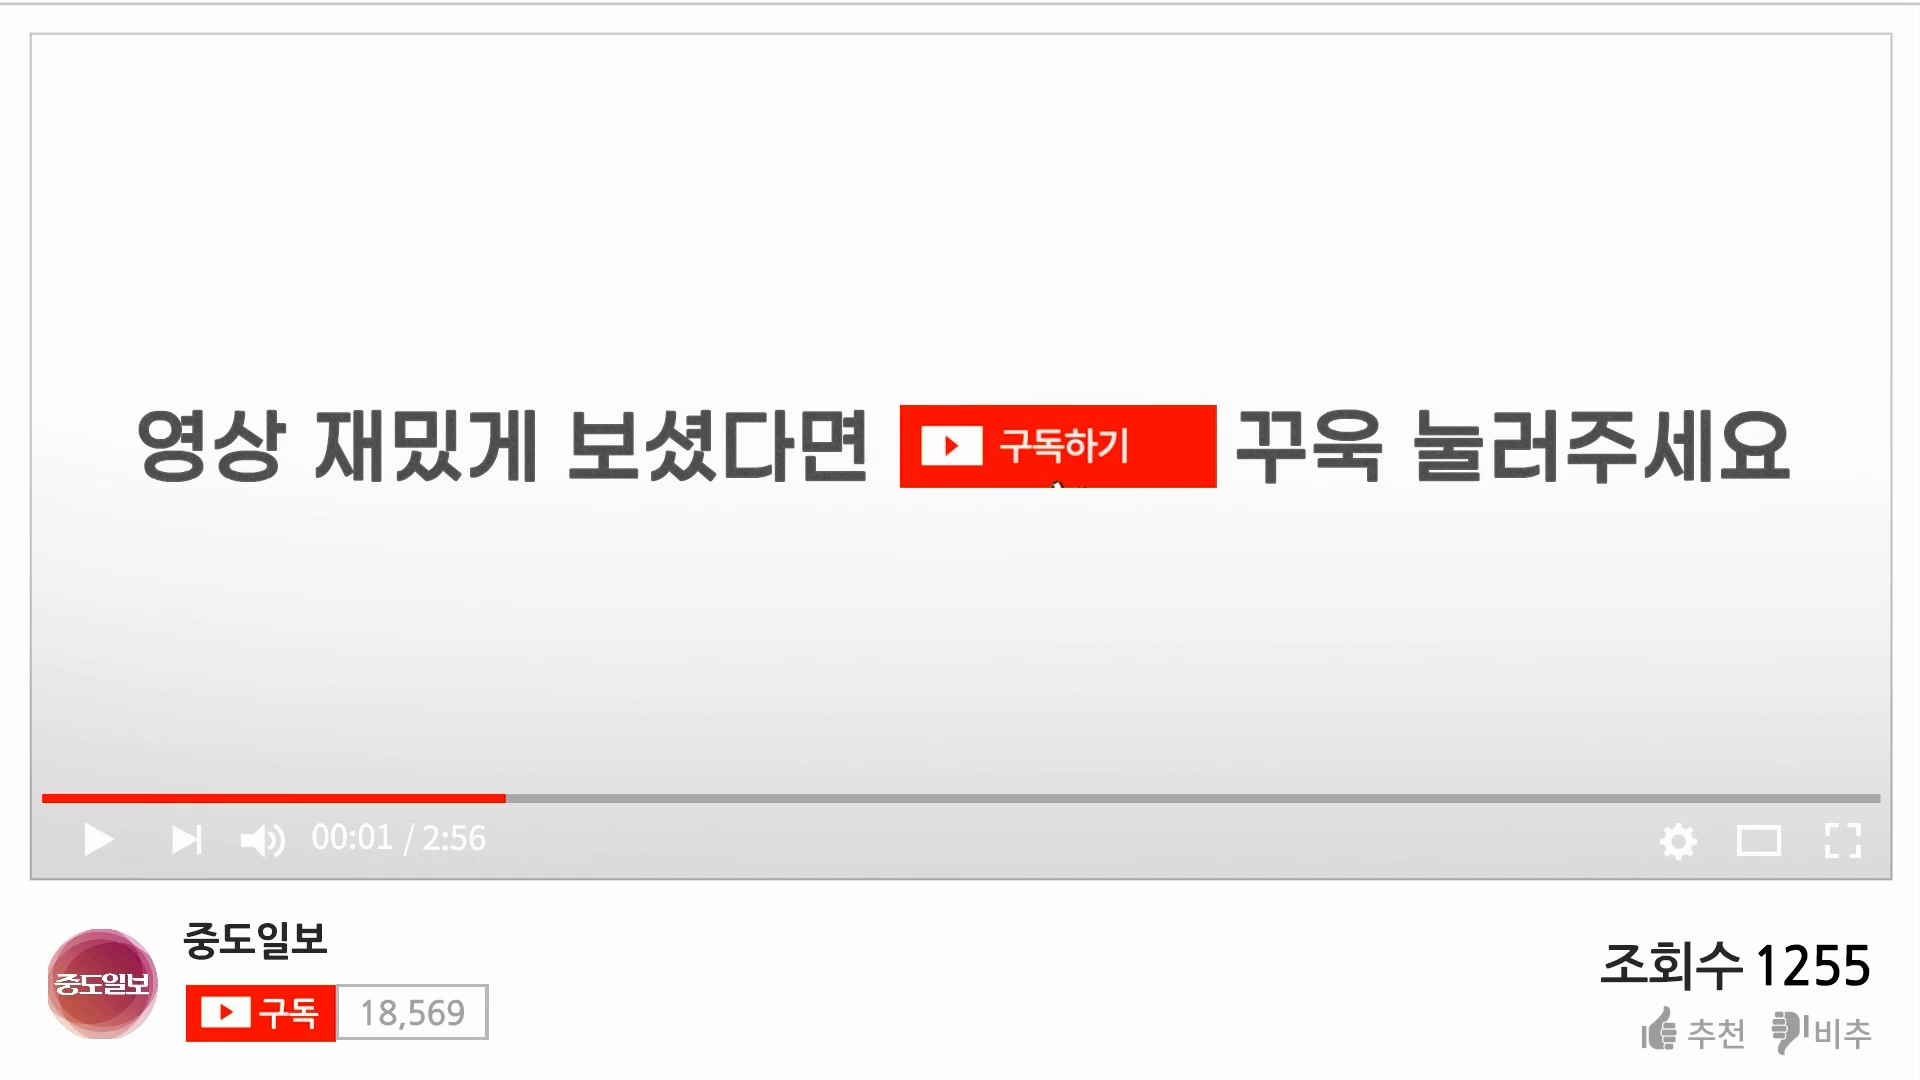 영상 재밌게 보셨다면 구독하기 꾸욱 눌러주세요
00:01 / 2:56
중도일보
중도일보
구독 18,569
조회수 1255
추천 비추